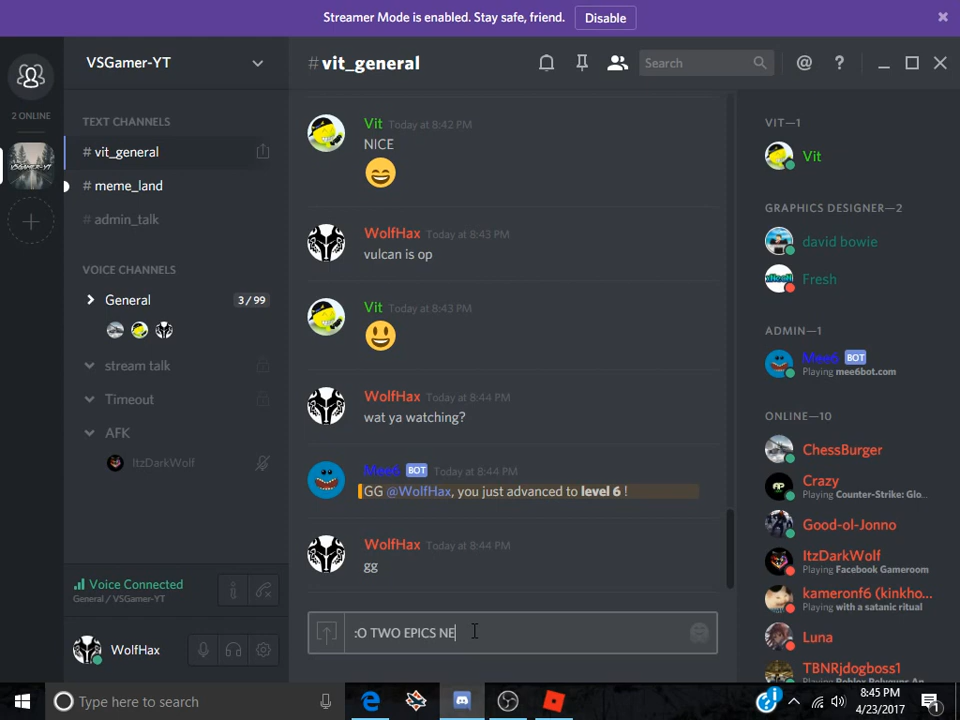 Streamer Mode is enabled. Stay safe, friend. Disable
VSGamer-YT
#vit_general
Search
@ ?
2 ONLINE
TEXT CHANNELS
# vit_general
# meme_land
# admin_talk
VOICE CHANNELS
General 3 / 99
stream talk
Timeout
AFK
ItzDarkWolf
Voice Connected
General / VSGamer-YT
WolfHax
Vit Today at 8:42 PM
NICE
WolfHax Today at 8:43 PM
vulcan is op
Vit Today at 8:43 PM
WolfHax Today at 8:44 PM
wat ya watching?
Mee6 BOT Today at 8:44 PM
GG @WolfHax, you just advanced to level 6 !
WolfHax Today at 8:44 PM
gg
:O TWO EPICS NE
VIT—1
Vit
GRAPHICS DESIGNER—2
david bowie
Fresh
ADMIN—1
Mee6 BOT
Playing mee6bot.com
ONLINE—10
ChessBurger
Crazy
Playing Counter-Strike: Glo...
Good-ol-Jonno
ItzDarkWolf
Playing Facebook Gameroom
kameronf6 (kinkho...
Playing with a satanic ritual
Luna
TBNRjdogboss1
Type here to search
8:45 PM
4/23/2017
1